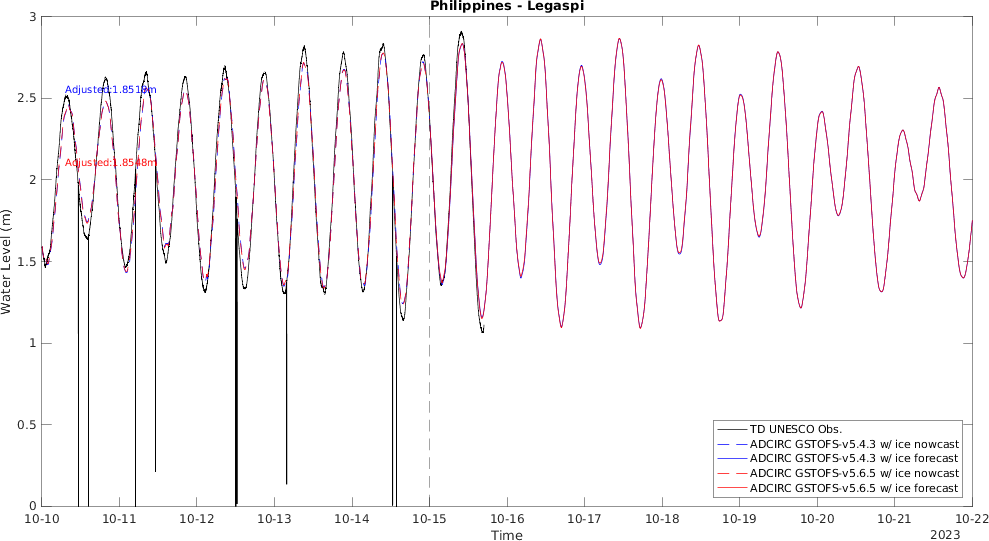 Philippines - Legaspi
3
2.5
2
1.5
1
0.5
0
Water Level (m)
Adjusted:1.8518m
Adjusted:1.8548m
TD UNESCO Obs.
ADCIRC GSTOFS-v5.4.3 w/ ice nowcast
ADCIRC GSTOFS-v5.4.3 w/ ice forecast
ADCIRC GSTOFS-v5.6.5 w/ ice nowcast
ADCIRC GSTOFS-v5.6.5 w/ ice forecast
10-10 10-11 10-12 10-13 10-14 10-15 10-16 10-17 10-18 10-19 10-20 10-21 10-22
Time
2023